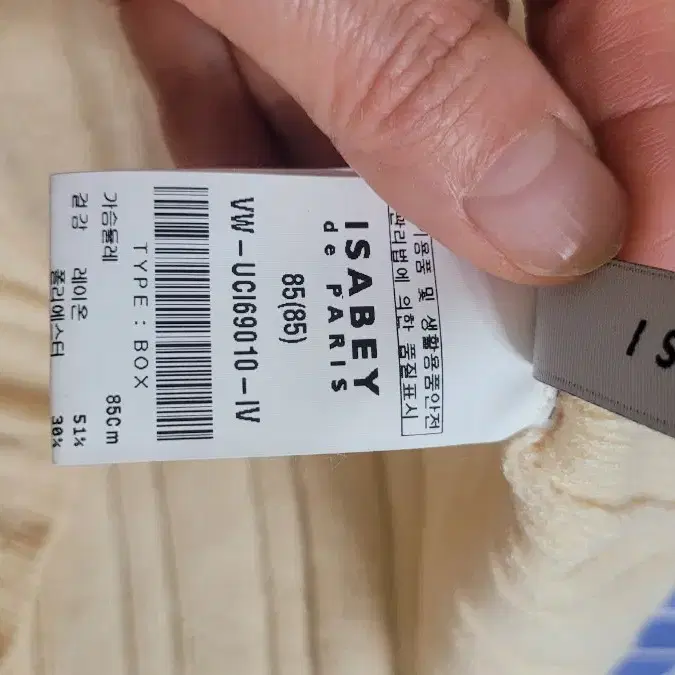 기용품 및 생활용품안전
관리법에 의한 품질표시
ISABEY
de PARIS
85(85)
VW-UCI69010-IV
TYPE : BOX
가슴둘레 85cm
겉감 레이온 51%
폴리에스터 30%
IS